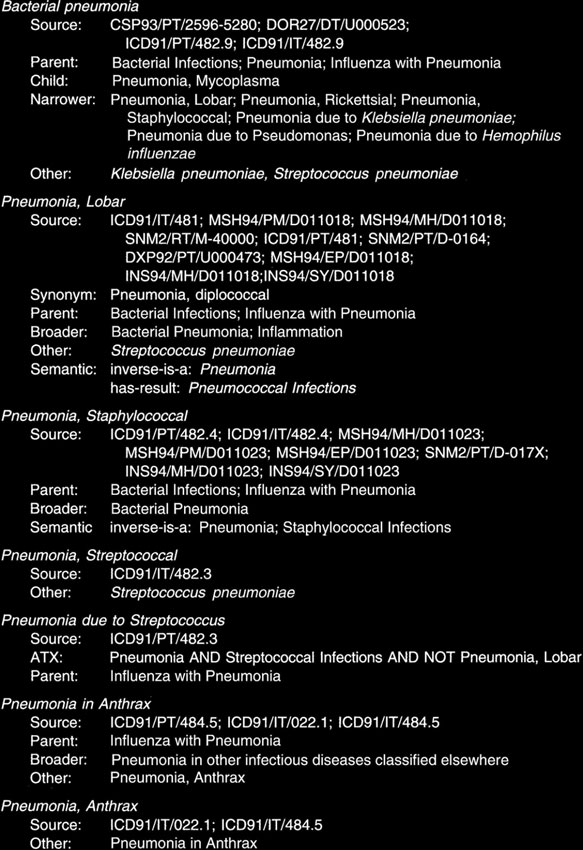 Bacterial pneumonia
Source: CSP93/PT/2596-5280; DOR27/DT/U000523;
ICD91/PT/482.9; ICD91/IT/482.9
Parent: Bacterial Infections; Pneumonia; Influenza with Pneumonia
Child: Pneumonia, Mycoplasma
Narrower: Pneumonia, Lobar; Pneumonia, Rickettsial; Pneumonia,
Staphylococcal; Pneumonia due to Klebsiella pneumoniae;
Pneumonia due to Pseudomonas; Pneumonia due to Hemophilus
influenzae
Other: Klebsiella pneumoniae, Streptococcus pneumoniae
Pneumonia, Lobar
Source: ICD91/IT/481; MSH94/PM/D011018; MSH94/MH/D011018;
SNM2/RT/M-40000; ICD91/PT/481; SNM2/PT/D-0164;
DXP92/PT/U000473; MSH94/EP/D011018;
INS94/MH/D011018;INS94/SY/D011018
Synonym: Pneumonia, diplococcal
Parent: Bacterial Infections; Influenza with Pneumonia
Broader: Bacterial Pneumonia; Inflammation
Other: Streptococcus pneumoniae
Semantic: inverse-is-a: Pneumonia
has-result: Pneumococcal Infections
Pneumonia, Staphylococcal
Source: ICD91/PT/482.4; ICD91/IT/482.4; MSH94/MH/D011023;
MSH94/PM/D011023; MSH94/EP/D011023; SNM2/PT/D-017X;
INS94/MH/D011023; INS94/SY/D011023
Parent: Bacterial Infections; Influenza with Pneumonia
Broader: Bacterial Pneumonia
Semantic inverse-is-a: Pneumonia; Staphylococcal Infections
Pneumonia, Streptococcal
Source: ICD91/IT/482.3
Other: Streptococcus pneumoniae
Pneumonia due to Streptococcus
Source: ICD91/PT/482.3
ATX: Pneumonia AND Streptococcal Infections AND NOT Pneumonia, Lobar
Parent: Influenza with Pneumonia
Pneumonia in Anthrax
Source: ICD91/PT/484.5; ICD91/IT/022.1; ICD91/IT/484.5
Parent: Influenza with Pneumonia
Broader: Pneumonia in other infectious diseases classified elsewhere
Other: Pneumonia, Anthrax
Pneumonia, Anthrax
Source: ICD91/IT/022.1; ICD91/IT/484.5
Other: Pneumonia in Anthrax